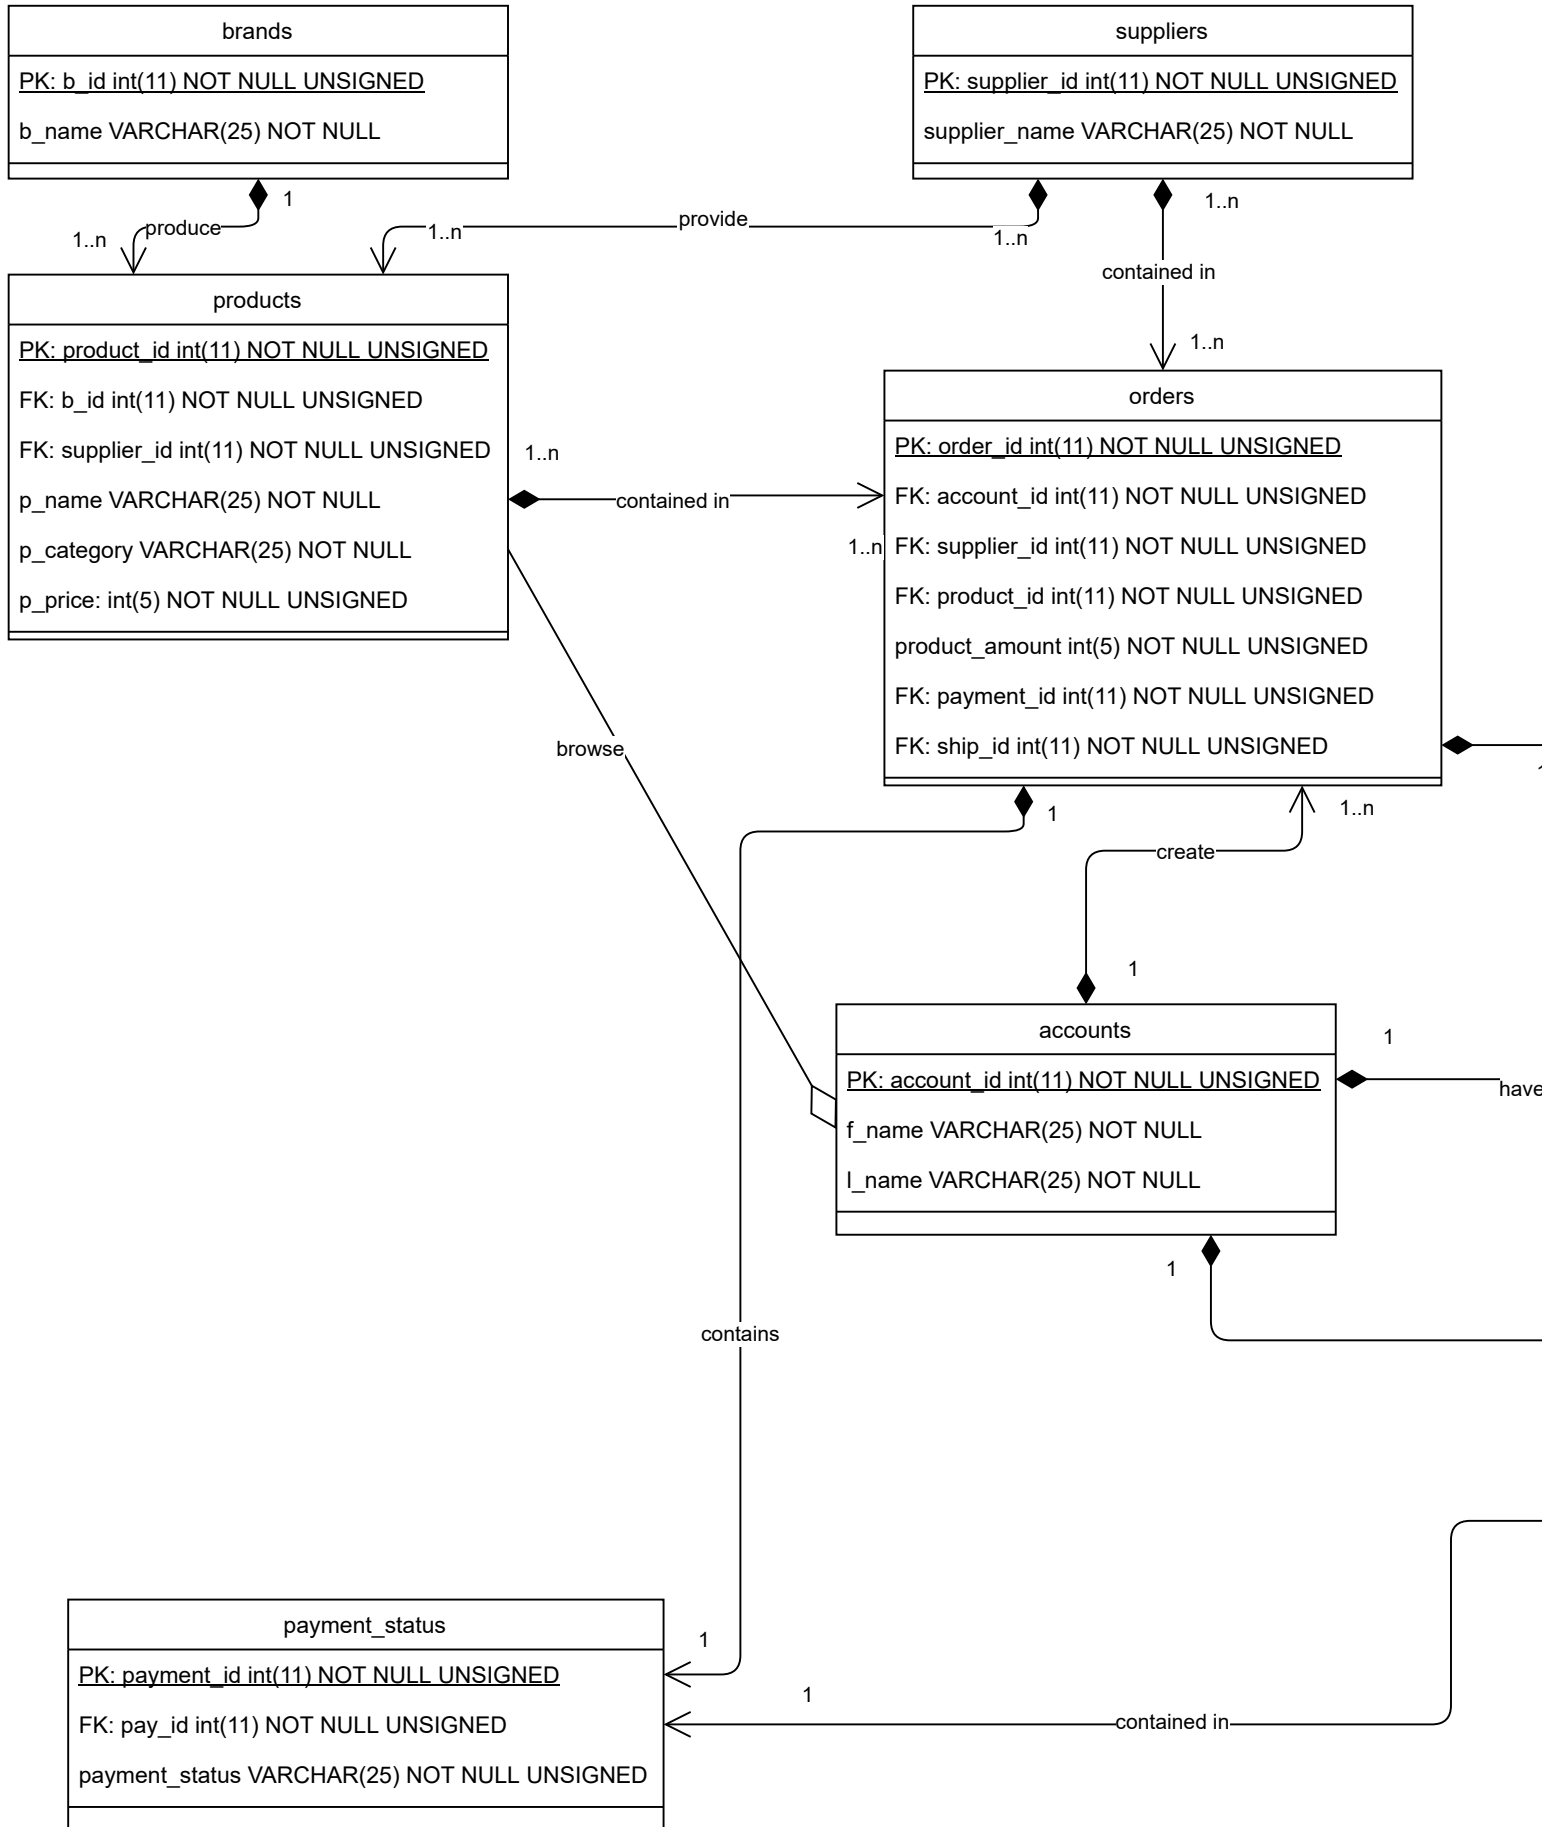 brands
PK: b_id int(11) NOT NULL UNSIGNED
b_name VARCHAR(25) NOT NULL
suppliers
PK: supplier_id int(11) NOT NULL UNSIGNED
supplier_name VARCHAR(25) NOT NULL
1
produce
1..n
provide
1..n
1..n
1..n
contained in
1..n
products
PK: product_id int(11) NOT NULL UNSIGNED
FK: b_id int(11) NOT NULL UNSIGNED
FK: supplier_id int(11) NOT NULL UNSIGNED
p_name VARCHAR(25) NOT NULL
p_category VARCHAR(25) NOT NULL
p_price: int(5) NOT NULL UNSIGNED
1..n
contained in
1..n
orders
PK: order_id int(11) NOT NULL UNSIGNED
FK: account_id int(11) NOT NULL UNSIGNED
FK: supplier_id int(11) NOT NULL UNSIGNED
FK: product_id int(11) NOT NULL UNSIGNED
product_amount int(5) NOT NULL UNSIGNED
FK: payment_id int(11) NOT NULL UNSIGNED
FK: ship_id int(11) NOT NULL UNSIGNED
browse
1
1..n
create
1
accounts
PK: account_id int(11) NOT NULL UNSIGNED
f_name VARCHAR(25) NOT NULL
l_name VARCHAR(25) NOT NULL
1
have
1
contains
payment_status
PK: payment_id int(11) NOT NULL UNSIGNED
FK: pay_id int(11) NOT NULL UNSIGNED
payment_status VARCHAR(25) NOT NULL UNSIGNED
1
1
contained in